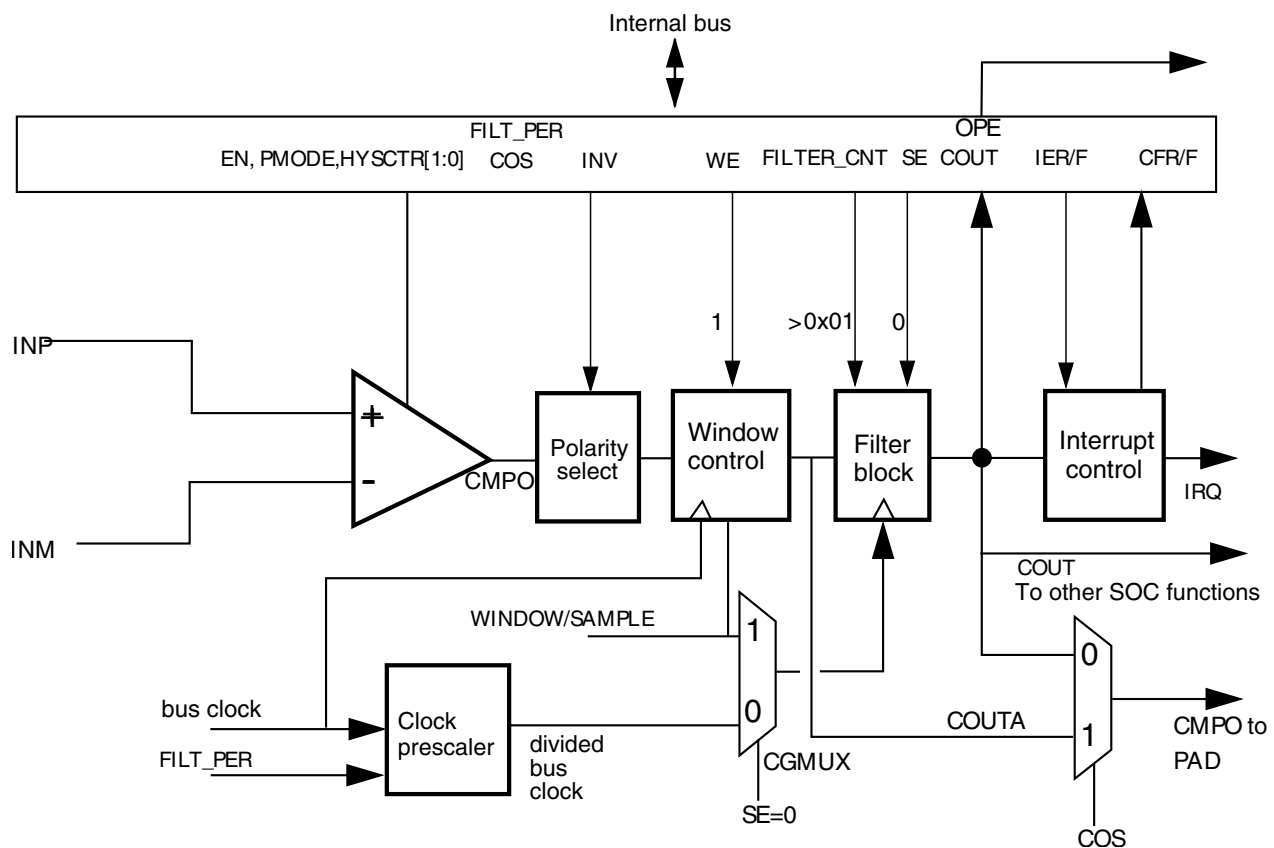 Internal bus
FILT_PER
OPE
EN, PMODE,HYSCTR[1:0]
COS
INV
WE
FILTER_CNT
SE
COUT
IER/F
CFR/F
1
>0x01
0
INP
+
-
INM
CMPO
Polarity
select
Window
control
Filter
block
Interrupt
control
IRQ
COUT
To other SOC functions
WINDOW/SAMPLE
1
0
CGMUX
SE=0
bus clock
FILT_PER
Clock
prescaler
divided
bus
clock
COUTA
0
1
CMPO to
PAD
COS